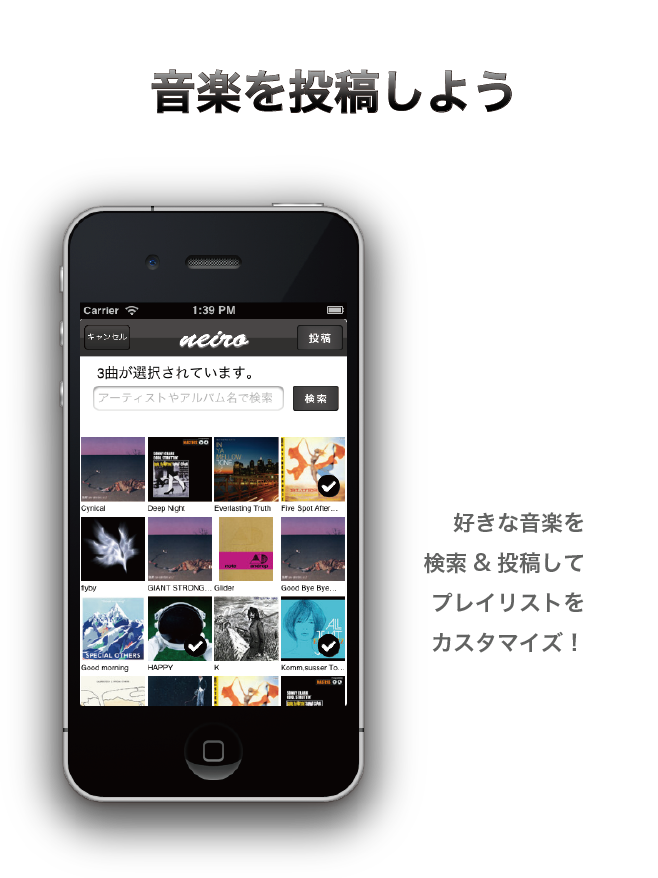 音楽を投稿しよう
Carrier 1:39 PM
キャンセル neiro 投稿
3曲が選択されています。
アーティストやアルバム名で検索 検索
IN A MELLOW TONE
Cynical Deep Night Everlasting Truth Five Spot After...
flyby GIANT STRONG... Glider Good Bye Bye...
SPECIAL OTHERS
Good morning HAPPY K Komm,susser To...
好きな音楽を
検索 & 投稿して
プレイリストを
カスタマイズ！